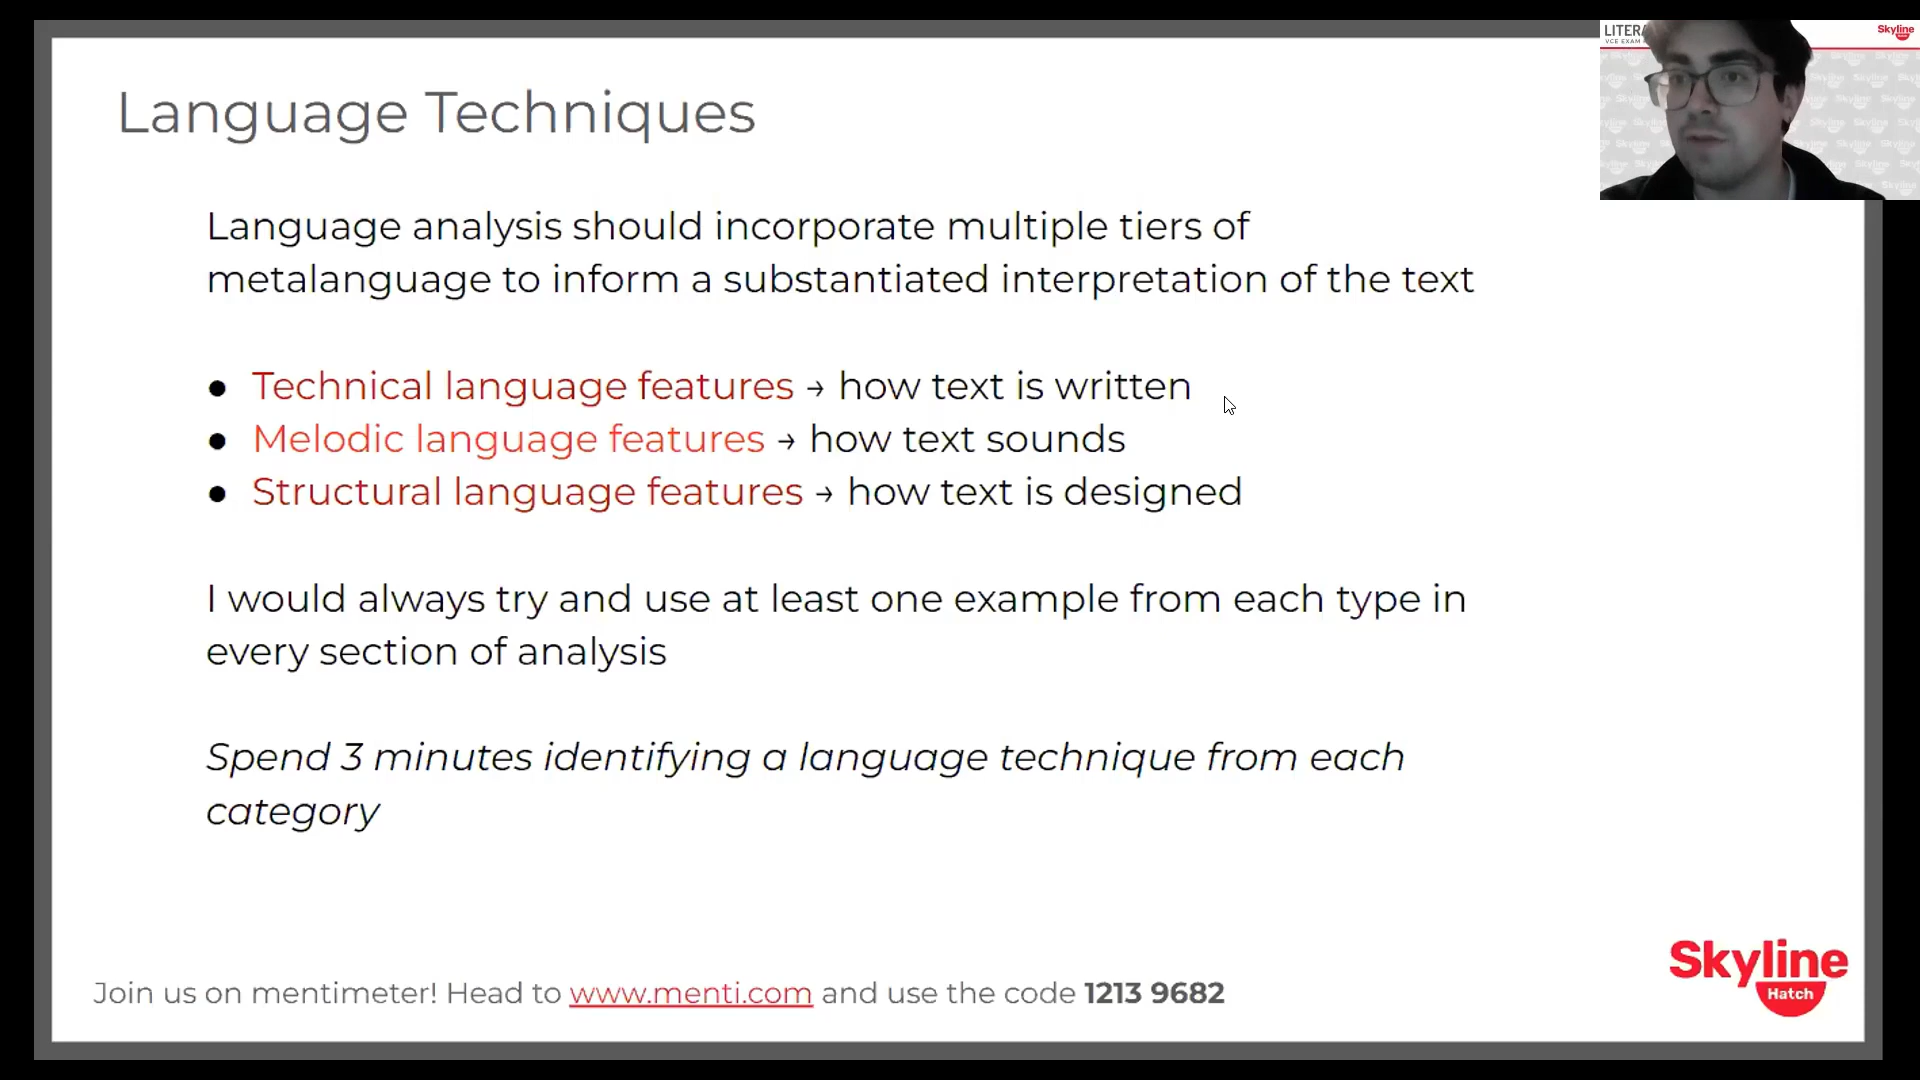 Language Techniques
LITERA
VCE EXAM
Skyline
Language analysis should incorporate multiple tiers of
metalanguage to inform a substantiated interpretation of the text
● Technical language features → how text is written
● Melodic language features → how text sounds
● Structural language features → how text is designed
I would always try and use at least one example from each type in
every section of analysis
Spend 3 minutes identifying a language technique from each
category
Join us on mentimeter! Head to www.menti.com and use the code 1213 9682
Skyline
Hatch